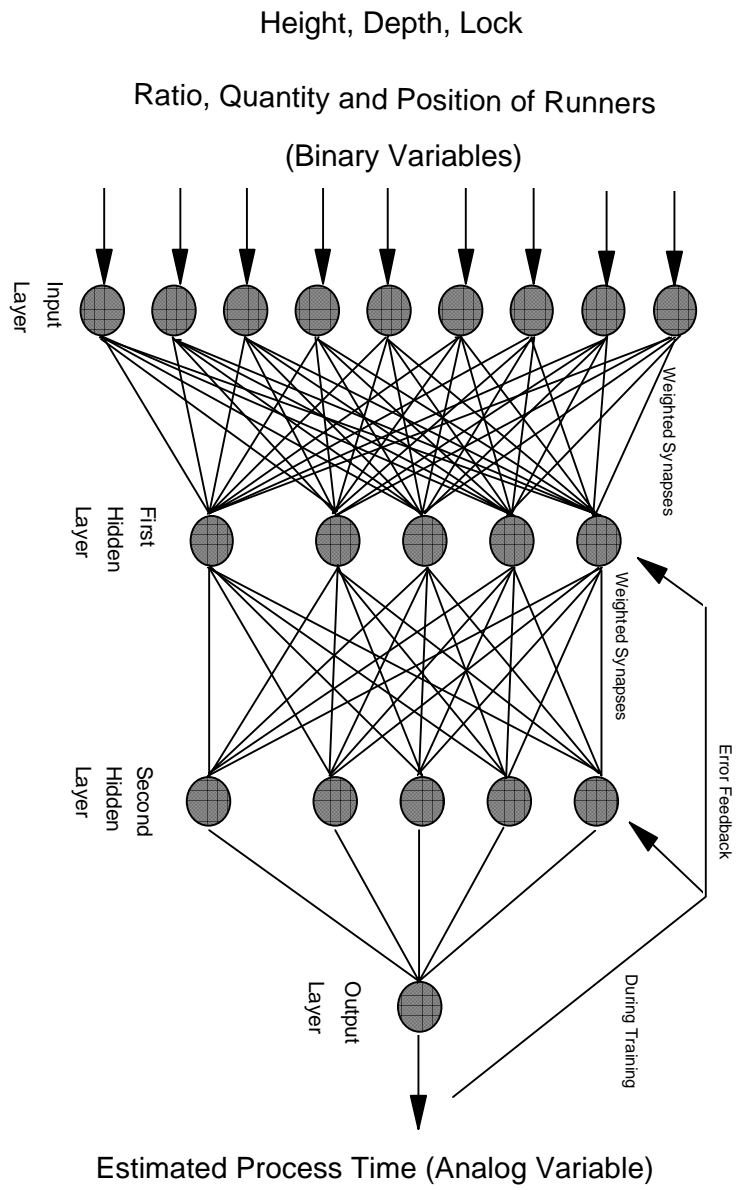 Height, Depth, Lock
Ratio, Quantity and Position of Runners
(Binary Variables)
Input
Layer
Weighted Synapses
First
Hidden
Layer
Weighted Synapses
Second
Hidden
Layer
Error Feedback
During Training
Output
Layer
Estimated Process Time (Analog Variable)